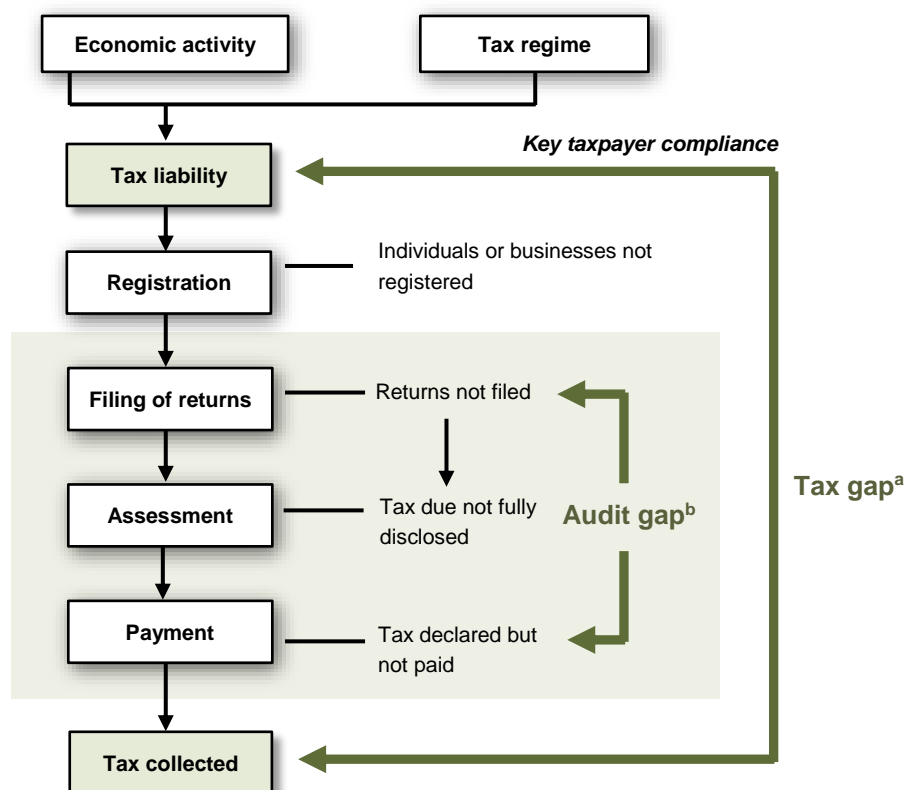 Economic activity
Tax regime
Key taxpayer compliance
Tax liability
Individuals or businesses not
registered
Registration
Filing of returns
Returns not filed
Tax gapᵃ
Assessment
Tax due not fully
disclosed
Audit gapᵇ
Payment
Tax declared but
not paid
Tax collected